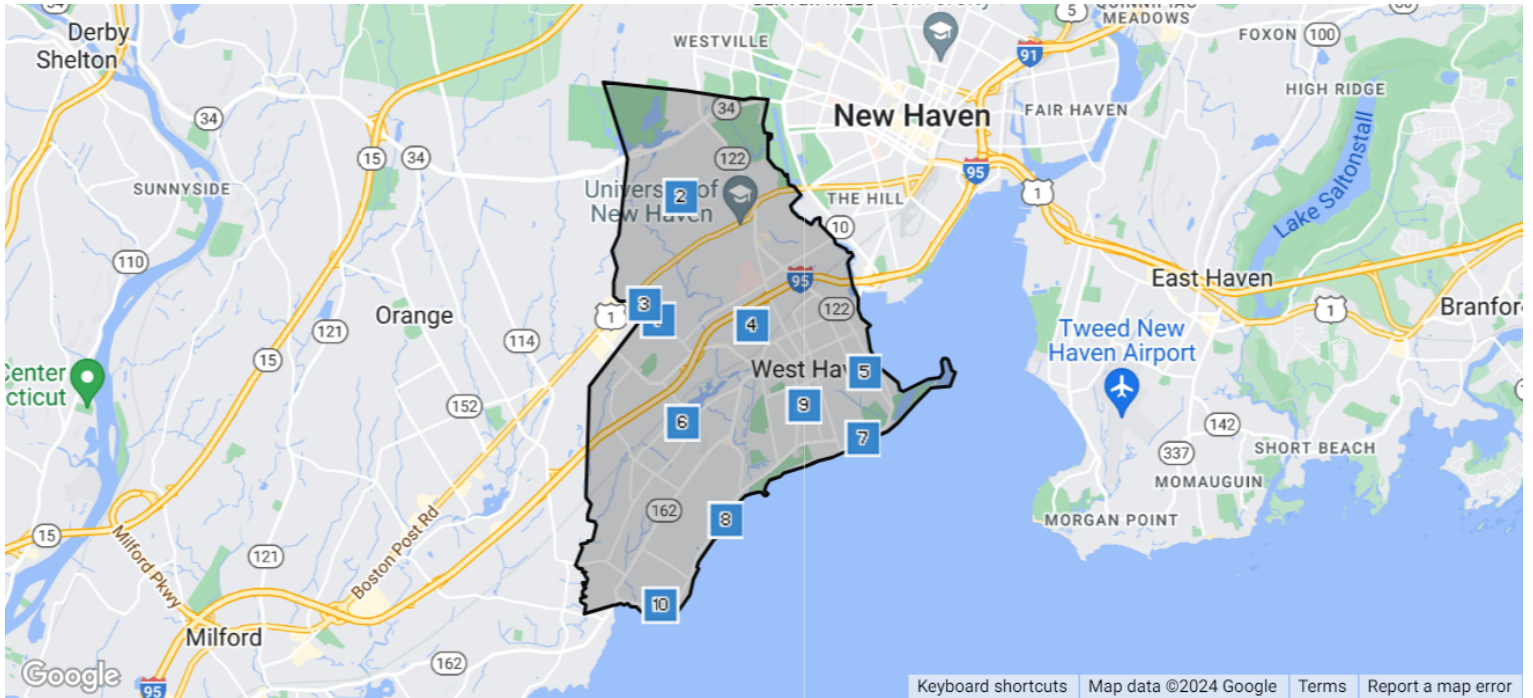 34
Derby
Shelton
WESTVILLE
University
5
QUINNIPIAC
MEADOWS
FOXON
100
91
34
15
34
34
New Haven
FAIR HAVEN
HIGH RIDGE
122
95
SUNNYSIDE
University of
New Haven
2
THE HILL
1
Lake Saltonstall
10
110
95
East Haven
3
1
Orange
121
4
122
1
Branfor
114
Tweed New
Haven Airport
15
Center
cticut
West Hav
5
152
9
6
7
142
337
SHORT BEACH
MOMAUGUIN
162
8
MORGAN POINT
15
Milford Pkwy
121
Boston Post Rd
10
Milford
162
Google
95
Keyboard shortcuts
Map data ©2024 Google
Terms
Report a map error